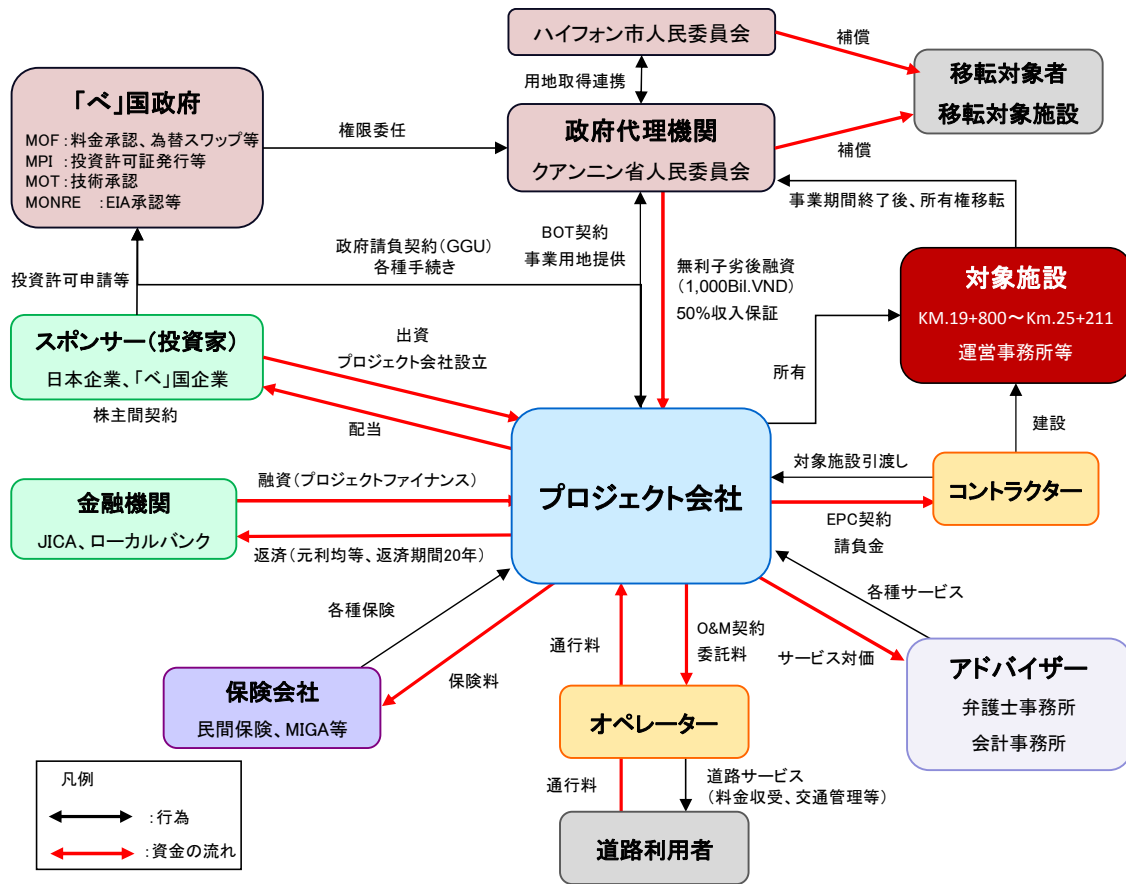 ハイフォン市人民委員会
補償
移転対象者
移転対象施設
用地取得連携
「べ」国政府
MOF：料金承認、為替スワップ等
MPI：投資許可証発行等
MOT：技術承認
MONRE ：EIA承認等
権限委任
政府代理機関
クアンニン省人民委員会
補償
事業期間終了後、所有権移転
投資許可申請等
政府請負契約（GGU）
各種手続き
BOT契約
事業用地提供
無利子劣後融資
（1,000Bil.VND）
50%収入保証
対象施設
KM.19+800～Km.25+211
運営事務所等
スポンサー（投資家）
日本企業、「べ」国企業
株主間契約
出資
プロジェクト会社設立
配当
所有
建設
金融機関
JICA、ローカルバンク
融資（プロジェクトファイナンス）
返済（元利均等、返済期間20年）
プロジェクト会社
対象施設引渡し
コントラクター
EPC契約
請負金
各種保険
保険料
保険会社
民間保険、MIGA等
通行料
O&M契約
委託料
各種サービス
サービス対価
アドバイザー
弁護士事務所
会計事務所
オペレーター
通行料
道路サービス
（料金収受、交通管理等）
道路利用者
凡例
：行為
：資金の流れ